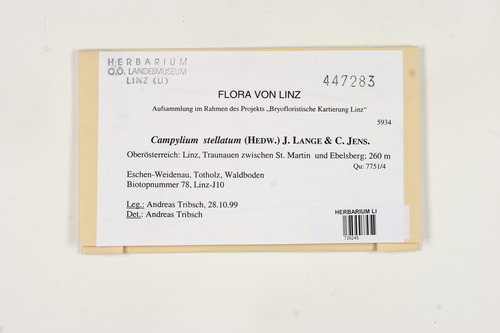 HERBARIUM
O.Ö. LANDESMUSEUM
LINZ (LI)
447283
FLORA VON LINZ
Aufsammlung im Rahmen des Projekts „Bryofloristische Kartierung Linz“
5934
Campylium stellatum (HEDW.) J. LANGE & C. JENS.
Oberösterreich: Linz, Traunauen zwischen St. Martin und Ebelsberg; 260 m
Qu: 7751/4
Eschen-Weidenau, Totholz, Waldboden
Biotopnummer 78, Linz-J10
Leg.: Andreas Tribsch, 28.10.99
Det.: Andreas Tribsch
HERBARIUM LI
726245